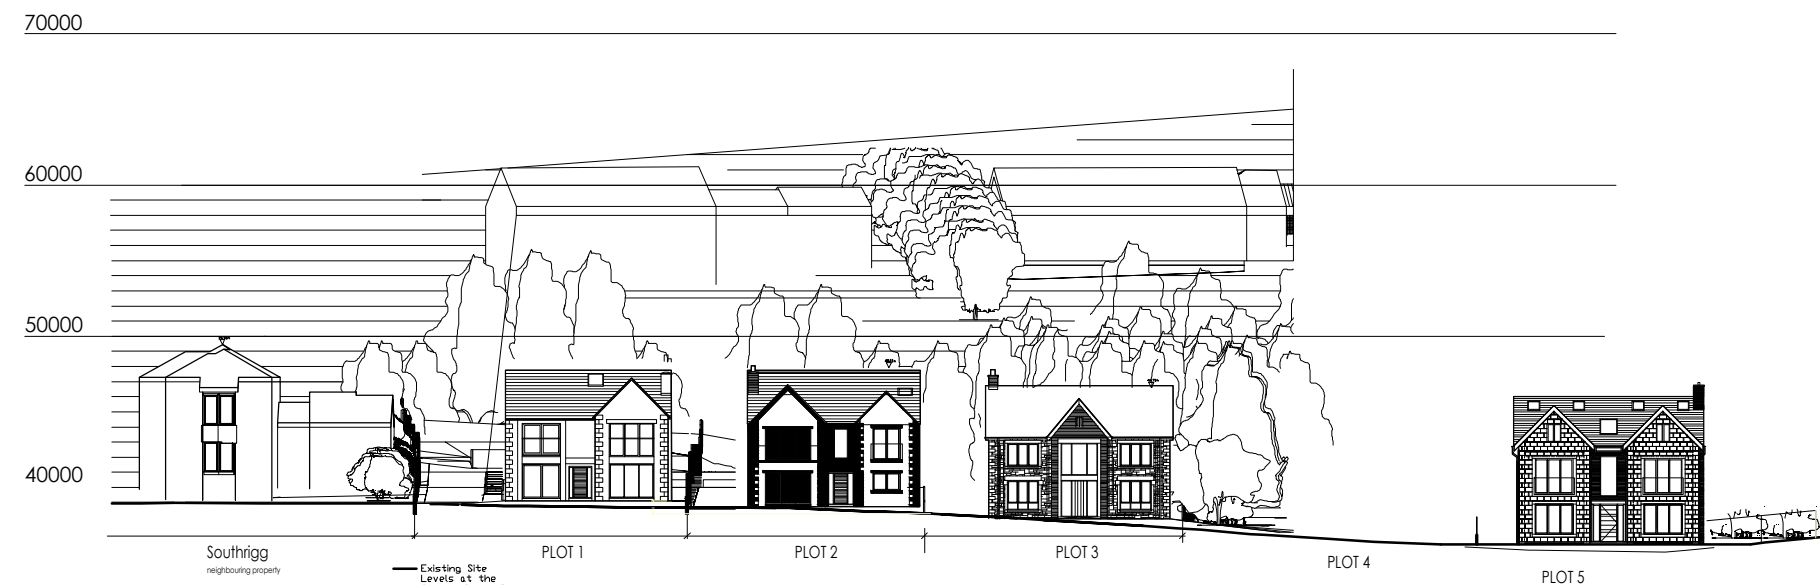 70000
60000
50000
40000
Southrigg
neighbouring property
PLOT 1
PLOT 2
PLOT 3
PLOT 4
PLOT 5
Existing Site
Levels at the